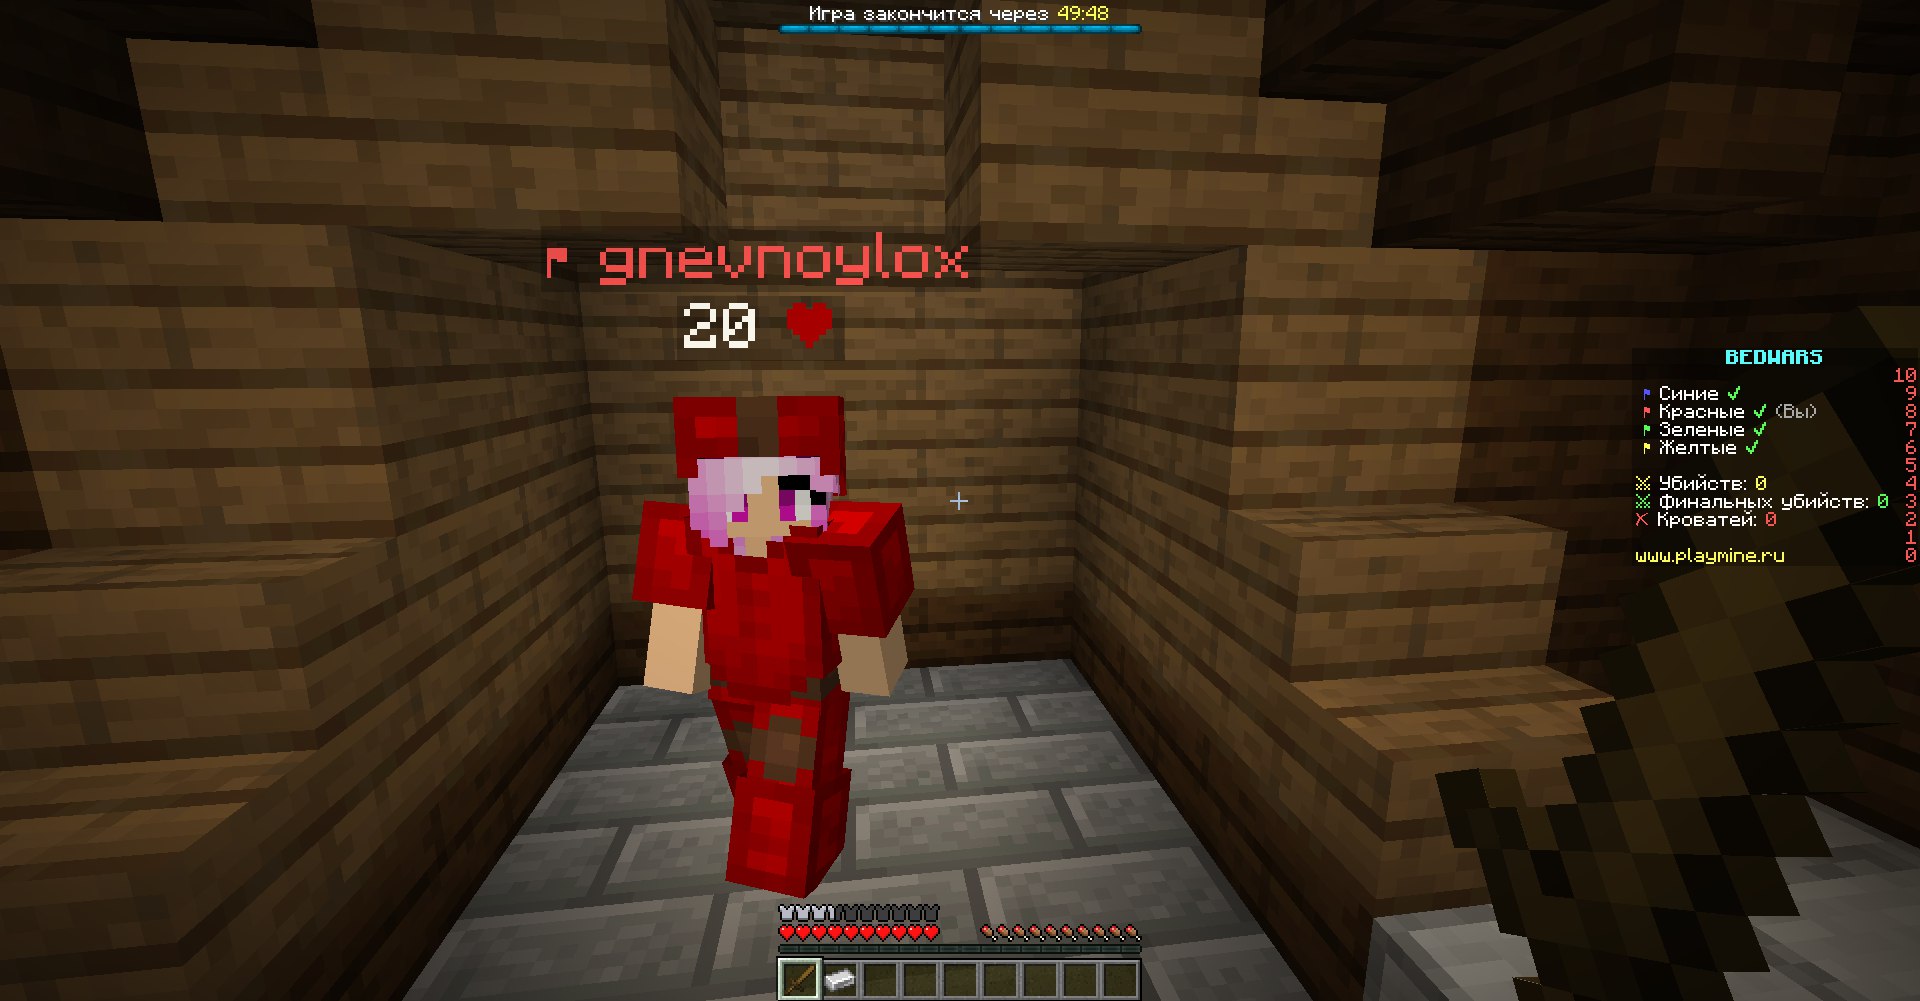 Игра закончится через 49:48
gnevnoylox
20
BEDWARS
10
Синие ✓ 9
Красные ✓ (Вы) 8
Зеленые ✓ 7
Желтые ✓ 6
5
Убийств: 0 4
Финальных убийств: 0 3
Кроватей: 0 2
1
www.playmine.ru 0